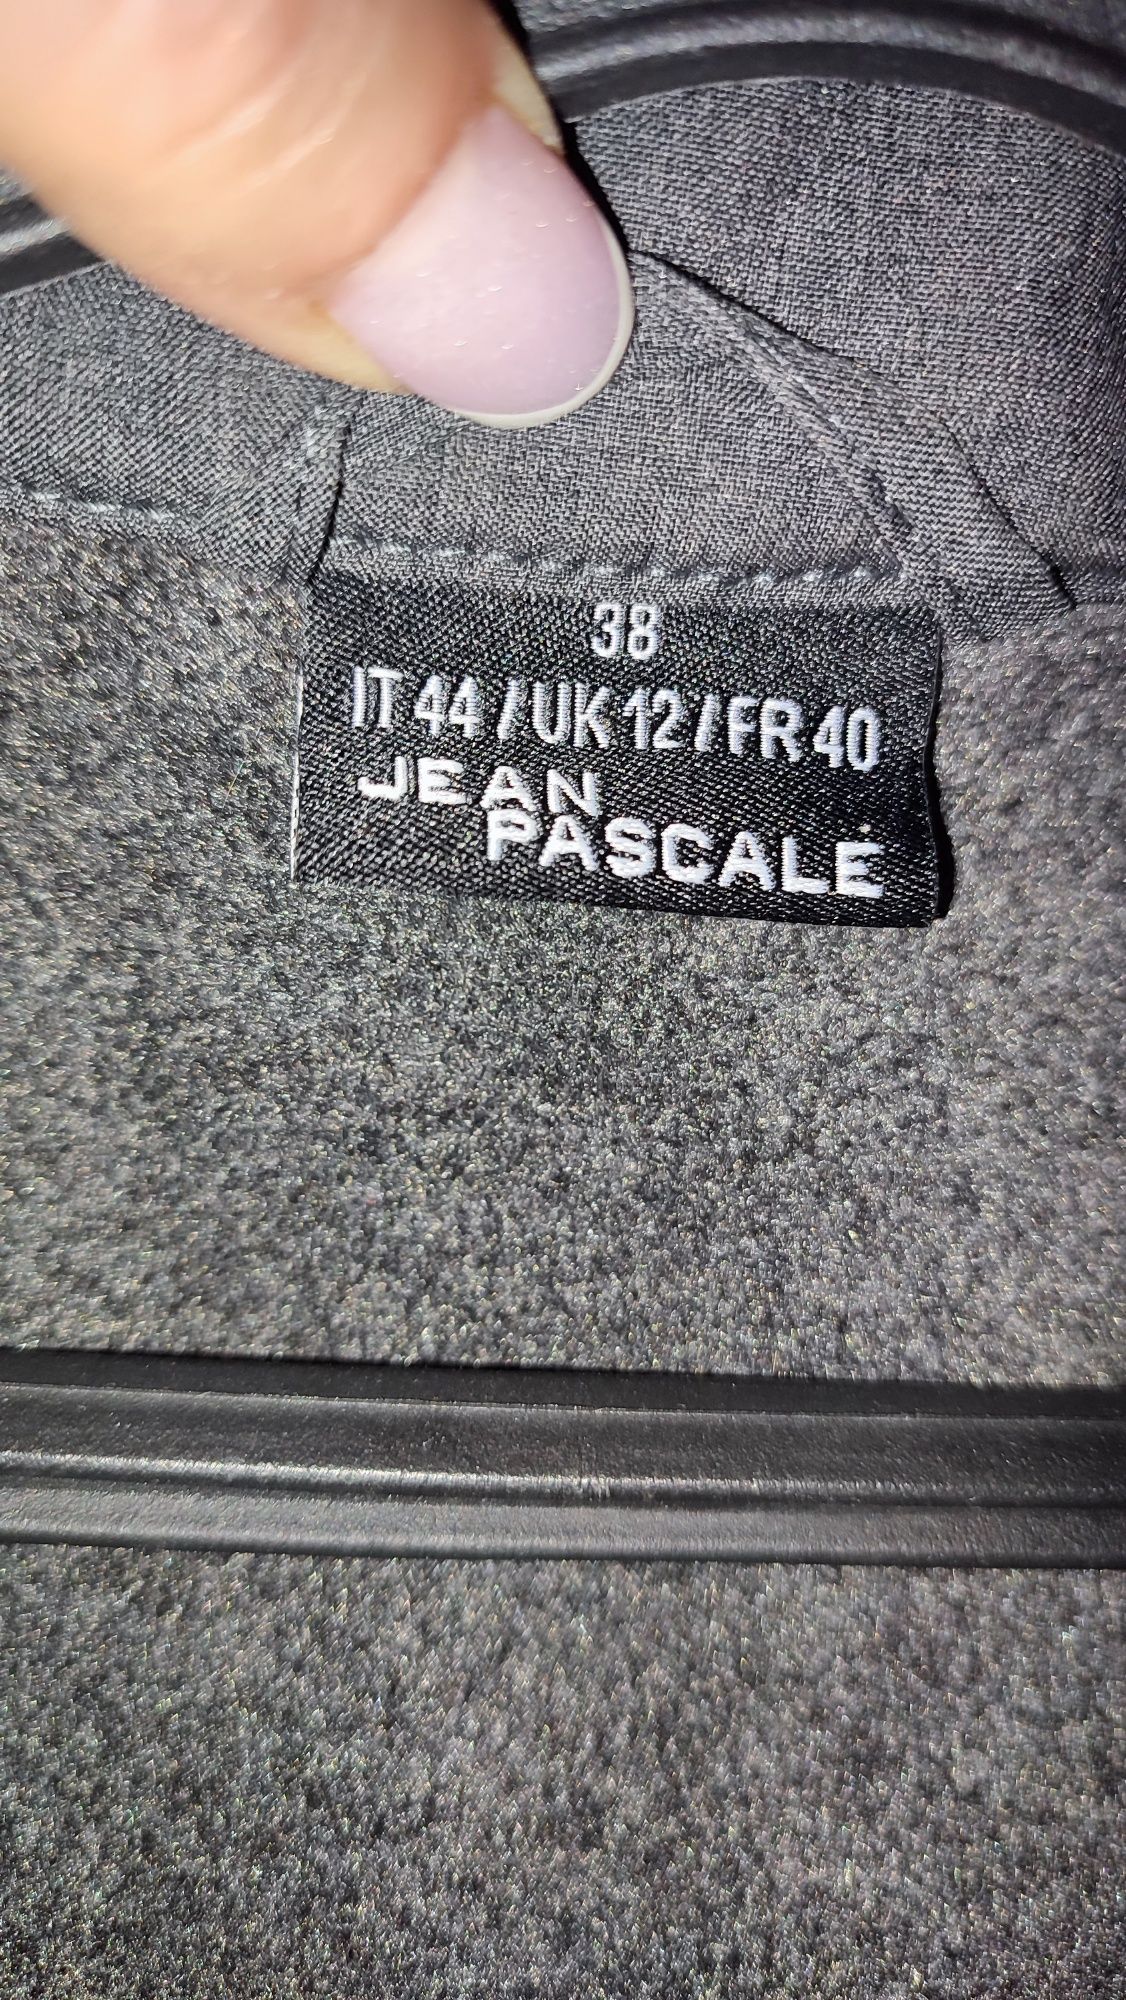 38
IT 44 / UK 12 / FR 40
JEAN
PASCALE